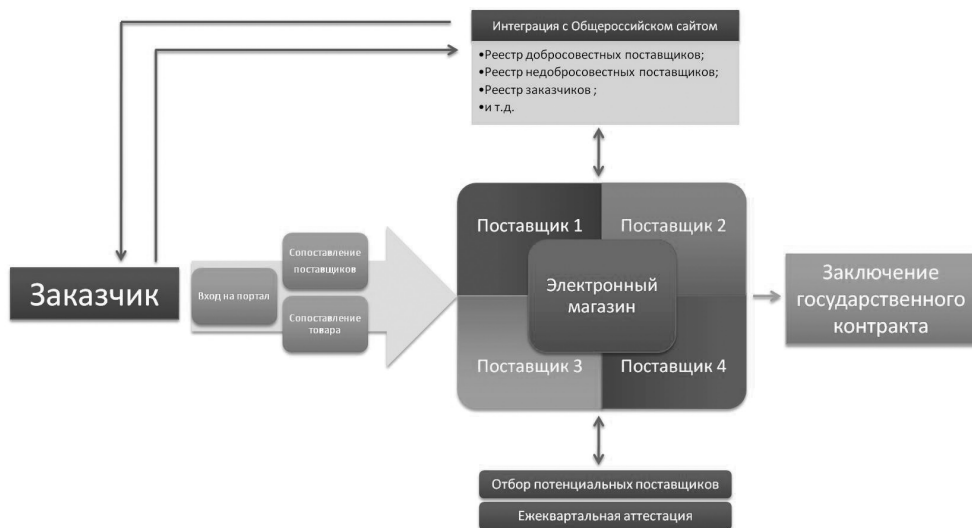 Интеграция с Общероссийском сайтом
•Реестр добросовестных поставщиков;
•Реестр недобросовестных поставщиков;
•Реестр заказчиков ;
•и т.д.
Заказчик
Вход на портал
Сопоставление
поставщиков
Сопоставление
товара
Поставщик 1
Поставщик 2
Электронный
магазин
Поставщик 3
Поставщик 4
Заключение
государственного
контракта
Отбор потенциальных поставщиков
Ежеквартальная аттестация